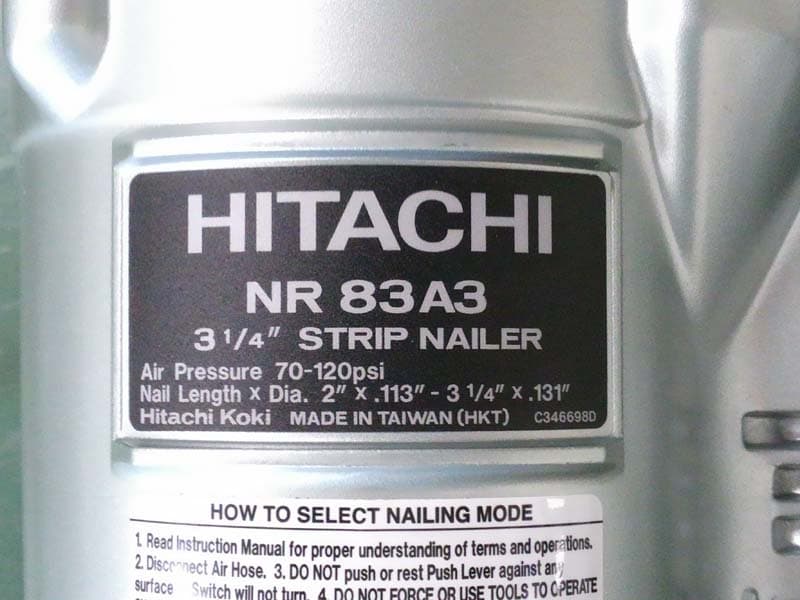 HITACHI
NR 83A3
3 1/4" STRIP NAILER
Air Pressure 70-120psi
Nail Length x Dia. 2" x .113" - 3 1/4" x .131"
Hitachi Koki MADE IN TAIWAN (HKT) C346698D
HOW TO SELECT NAILING MODE
1. Read Instruction Manual for proper understanding of terms and operations.
2. Disconnect Air Hose. 3. DO NOT push or rest Push Lever against any
surface Switch will not turn. 4. DO NOT FORCE OR USE TOOLS TO OPERATE